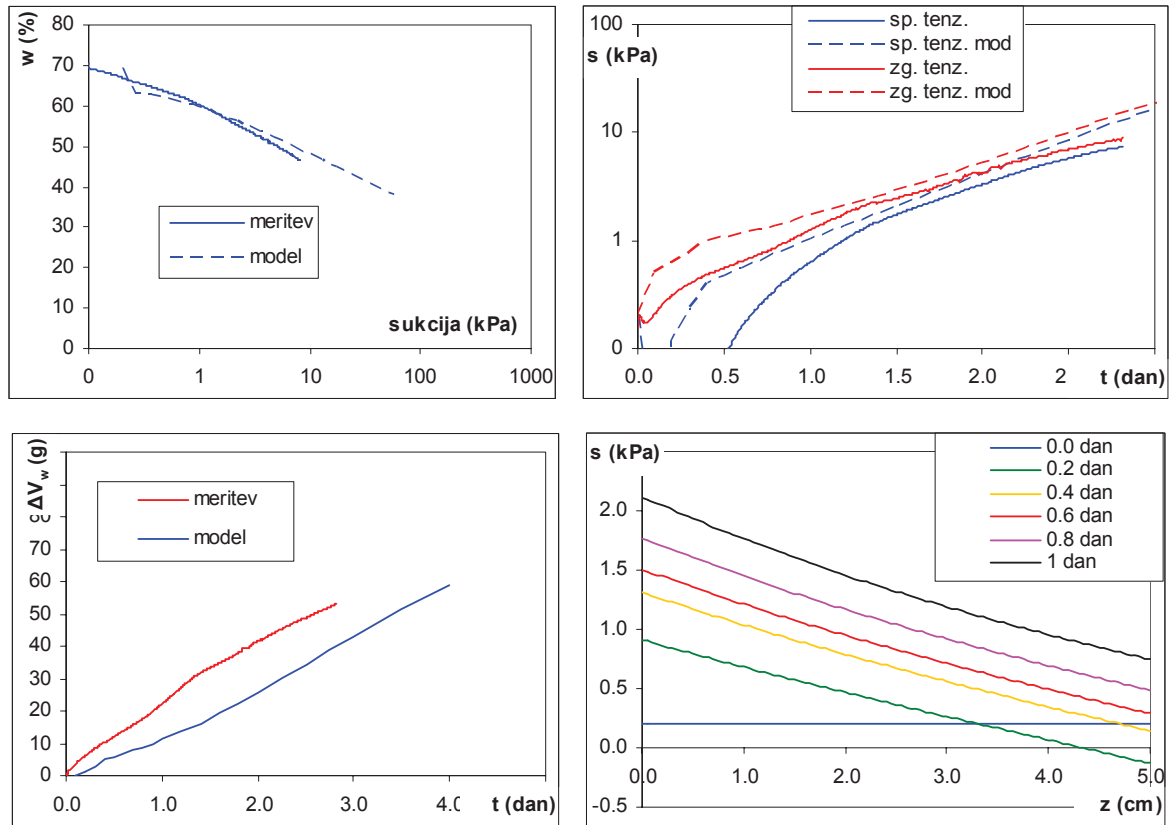 w (%)
80
70
60
50
40
30
20
10
0
meritev
model
sukcija (kPa)
0
1
10
100
1000
s (kPa)
100
10
1
0
sp. tenz.
sp. tenz. mod
zg. tenz.
zg. tenz. mod
0.0
0.5
1.0
1.5
2.0
2
t (dan)
ΔV_w (g)
80
70
60
50
40
30
20
10
0
meritev
model
0.0
1.0
2.0
3.0
4.0
t (dan)
s (kPa)
2.0
1.5
1.0
0.5
0.0
-0.5
0.0 dan
0.2 dan
0.4 dan
0.6 dan
0.8 dan
1 dan
0.0
1.0
2.0
3.0
4.0
5.0
z (cm)